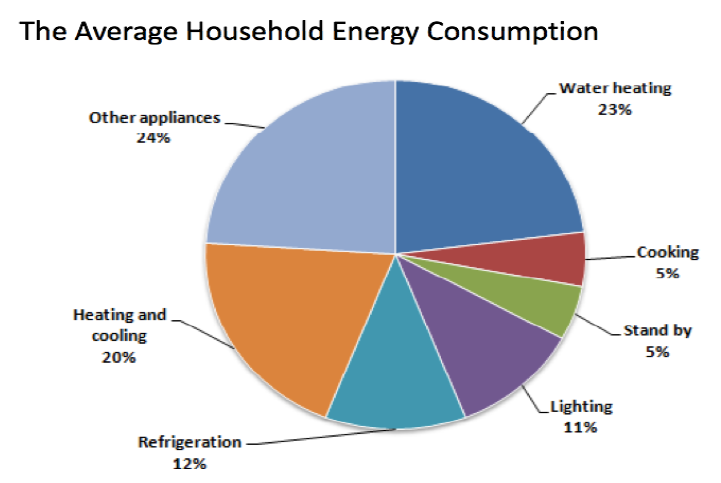 The Average Household Energy Consumption
Water heating
23%
Other appliances
24%
Cooking
5%
Heating and
cooling
20%
Stand by
5%
Lighting
11%
Refrigeration
12%